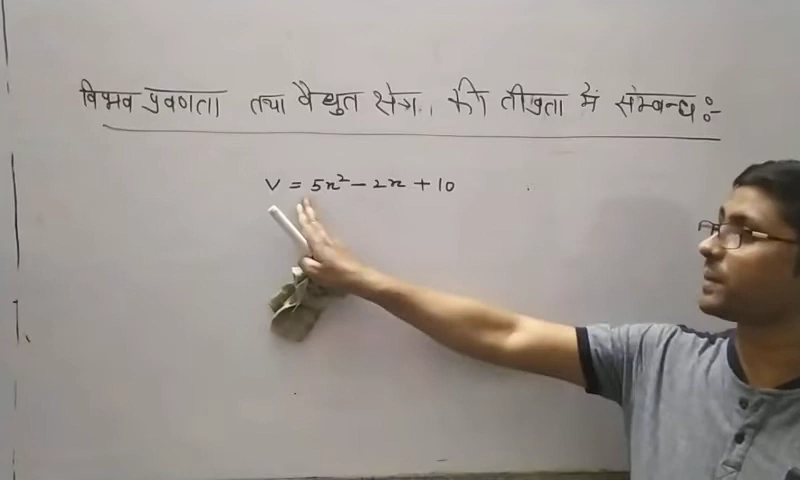 विभव प्रवणता तथा वैद्युत क्षेत्र की तीव्रता में सम्बन्ध :-
V = 5x² - 2x + 10